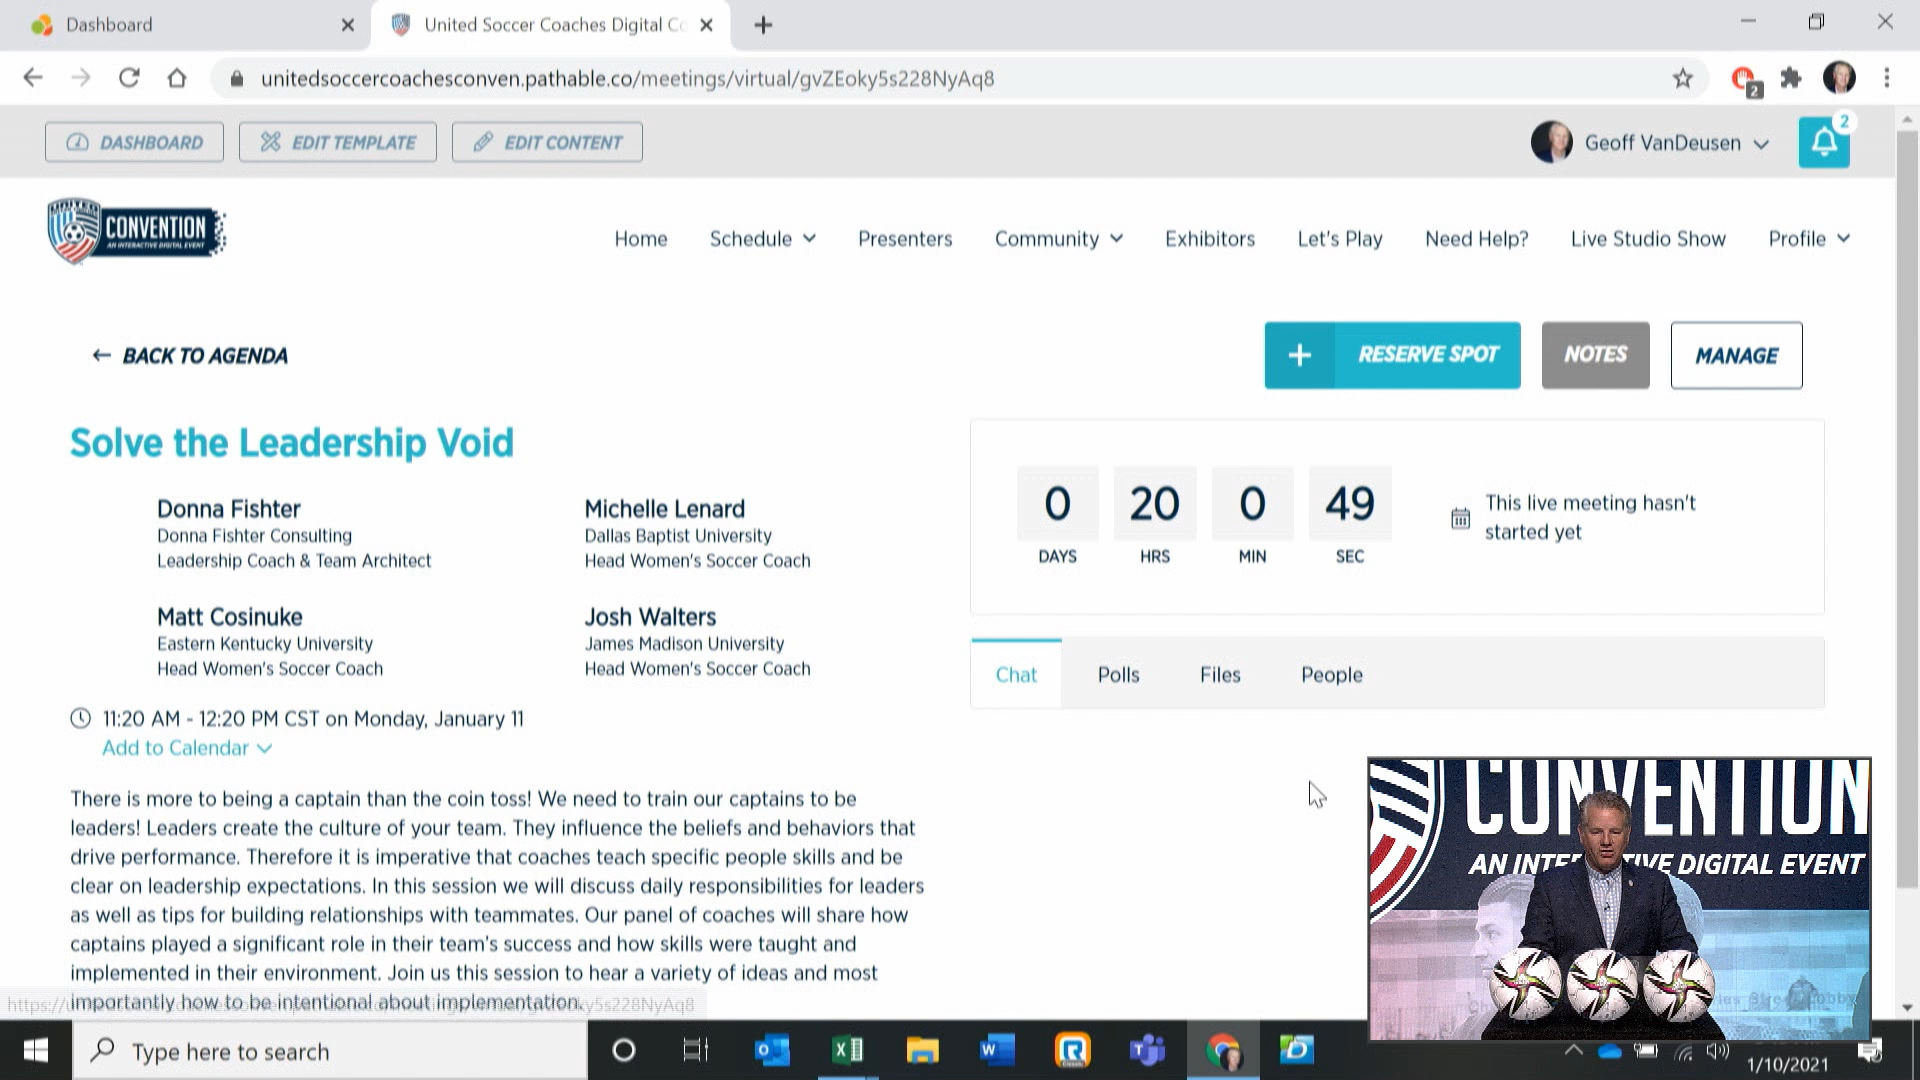 Dashboard
United Soccer Coaches Digital Co
unitedsoccercoachesconven.pathable.co/meetings/virtual/gvZEoky5s228NyAq8
2
DASHBOARD
EDIT TEMPLATE
EDIT CONTENT
Geoff VanDeusen
2
UNITED
CONVENTION
AN INTERACTIVE DIGITAL EVENT
Home
Schedule
Presenters
Community
Exhibitors
Let's Play
Need Help?
Live Studio Show
Profile
BACK TO AGENDA
+ RESERVE SPOT
NOTES
MANAGE
Solve the Leadership Void
Donna Fishter
Donna Fishter Consulting
Leadership Coach & Team Architect
Michelle Lenard
Dallas Baptist University
Head Women's Soccer Coach
Matt Cosinuke
Eastern Kentucky University
Head Women's Soccer Coach
Josh Walters
James Madison University
Head Women's Soccer Coach
11:20 AM - 12:20 PM CST on Monday, January 11
Add to Calendar
There is more to being a captain than the coin toss! We need to train our captains to be
leaders! Leaders create the culture of your team. They influence the beliefs and behaviors that
drive performance. Therefore it is imperative that coaches teach specific people skills and be
clear on leadership expectations. In this session we will discuss daily responsibilities for leaders
as well as tips for building relationships with teammates. Our panel of coaches will share how
captains played a significant role in their team's success and how skills were taught and
implemented in their environment. Join us this session to hear a variety of ideas and most
importantly how to be intentional about implementation.
0 20 0 49
DAYS HRS MIN SEC
This live meeting hasn't
started yet
Chat
Polls
Files
People
CONVENTION
AN INTE TIVE DIGITAL EVENT
Type here to search
1/10/2021